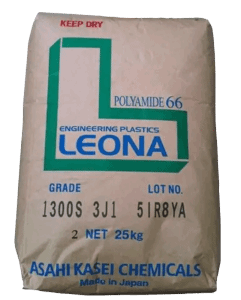 KEEP DRY
POLYAMIDE 66
ENGINEERING PLASTICS
LEONA
GRADE LOT NO.
1300S 3J1 5IR8YA
2 NET 25kg
ASAHI KASEI CHEMICALS
Made in Japan